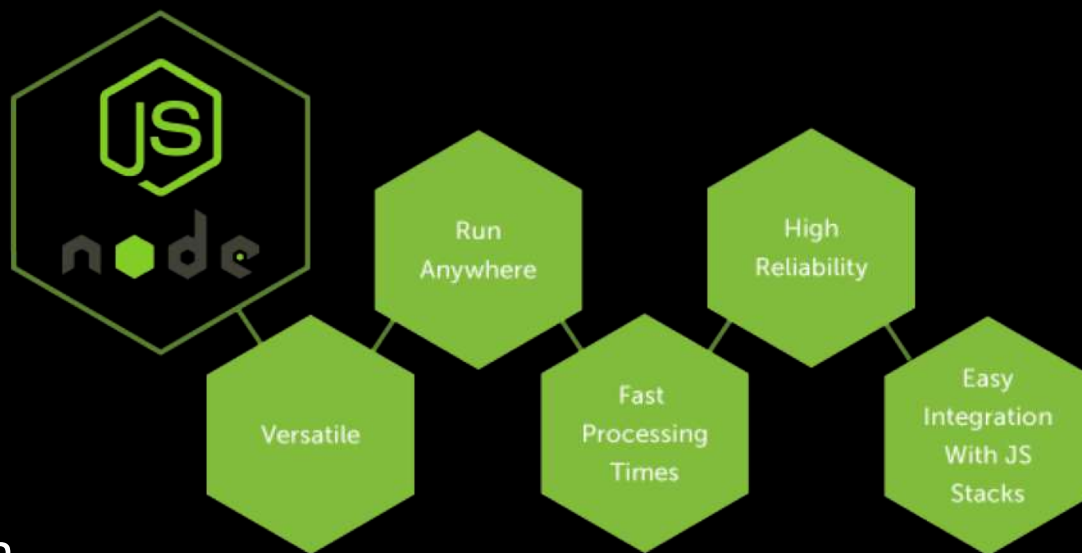 JS
node
Run
Anywhere
High
Reliability
Versatile
Fast
Processing
Times
Easy
Integration
With JS
Stacks